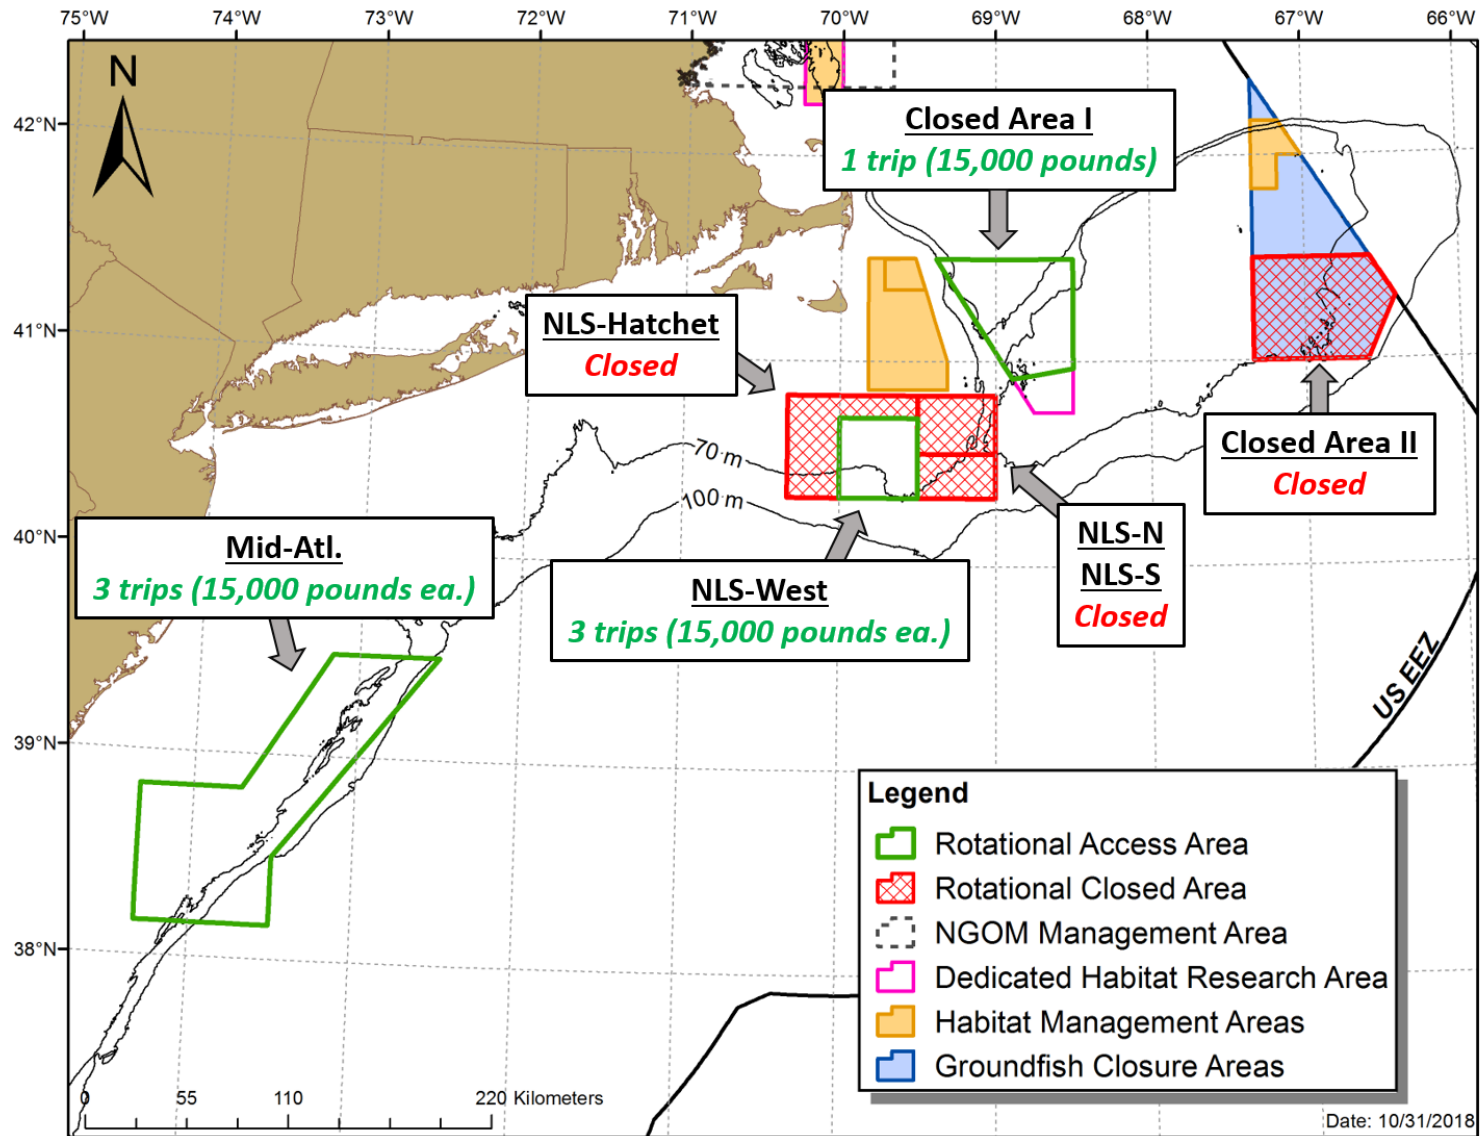 75°W 74°W 73°W 72°W 71°W 70°W 69°W 68°W 67°W 66°W
N
42°N
41°N
40°N
39°N
38°N
Closed Area I
1 trip (15,000 pounds)
NLS-Hatchet
Closed
Closed Area II
Closed
70 m
100 m
NLS-N
NLS-S
Closed
Mid-Atl.
3 trips (15,000 pounds ea.)
NLS-West
3 trips (15,000 pounds ea.)
US EEZ
Legend
Rotational Access Area
Rotational Closed Area
NGOM Management Area
Dedicated Habitat Research Area
Habitat Management Areas
Groundfish Closure Areas
0 55 110 220 Kilometers
Date: 10/31/2018